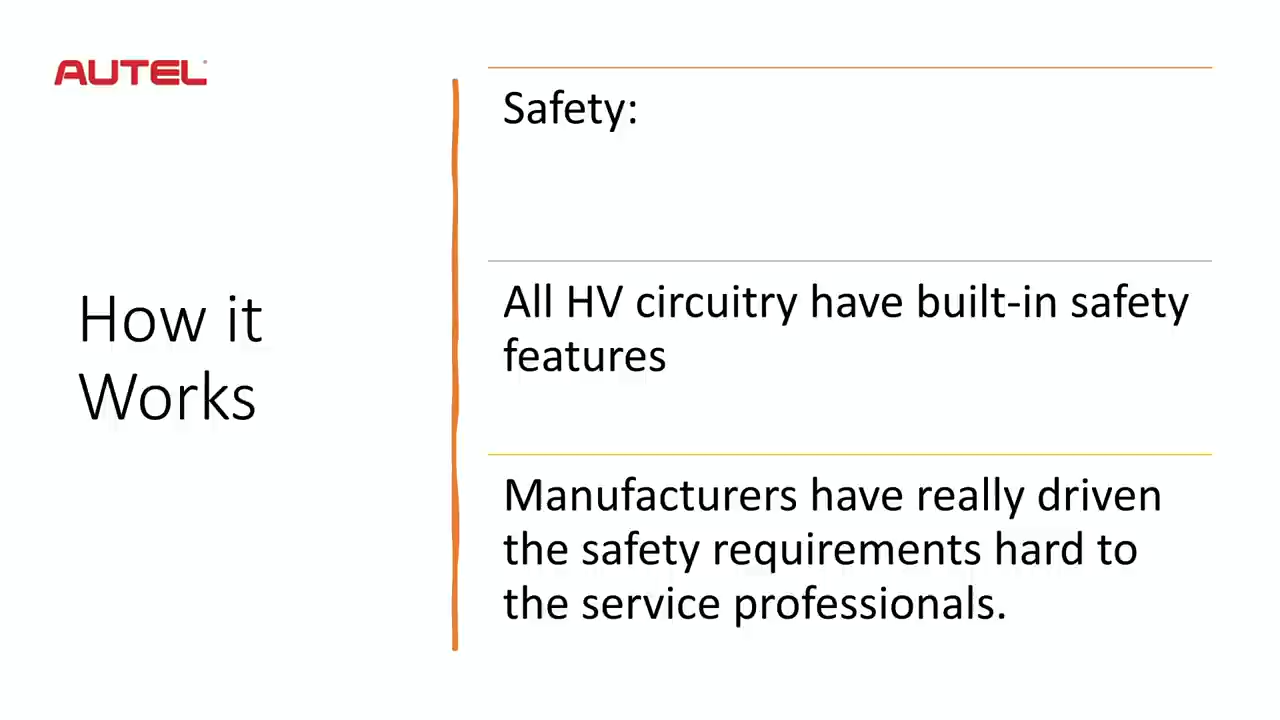 AUTEL
How it
Works
Safety:
All HV circuitry have built-in safety
features
Manufacturers have really driven
the safety requirements hard to
the service professionals.